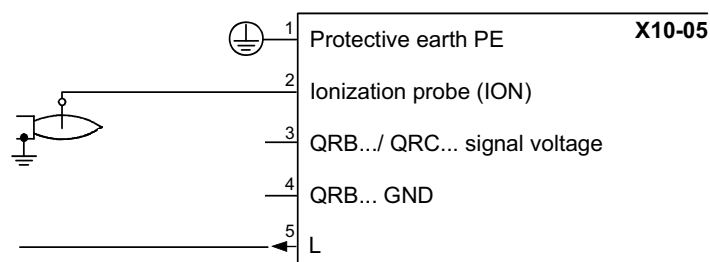 X10-05
1 Protective earth PE
2 Ionization probe (ION)
3 QRB.../ QRC... signal voltage
4 QRB... GND
5 L